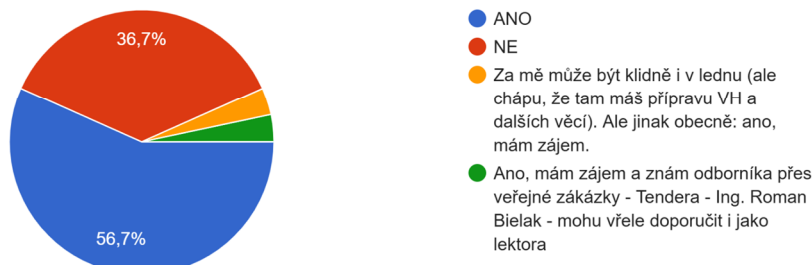 36,7%
56,7%
ANO
NE
Za mě může být klidně i v lednu (ale
chápu, že tam máš přípravu VH a
dalších věcí). Ale jinak obecně: ano,
mám zájem.
Ano, mám zájem a znám odborníka přes
veřejné zákázky - Tendera - Ing. Roman
Bielak - mohu vřele doporučit i jako
lektora